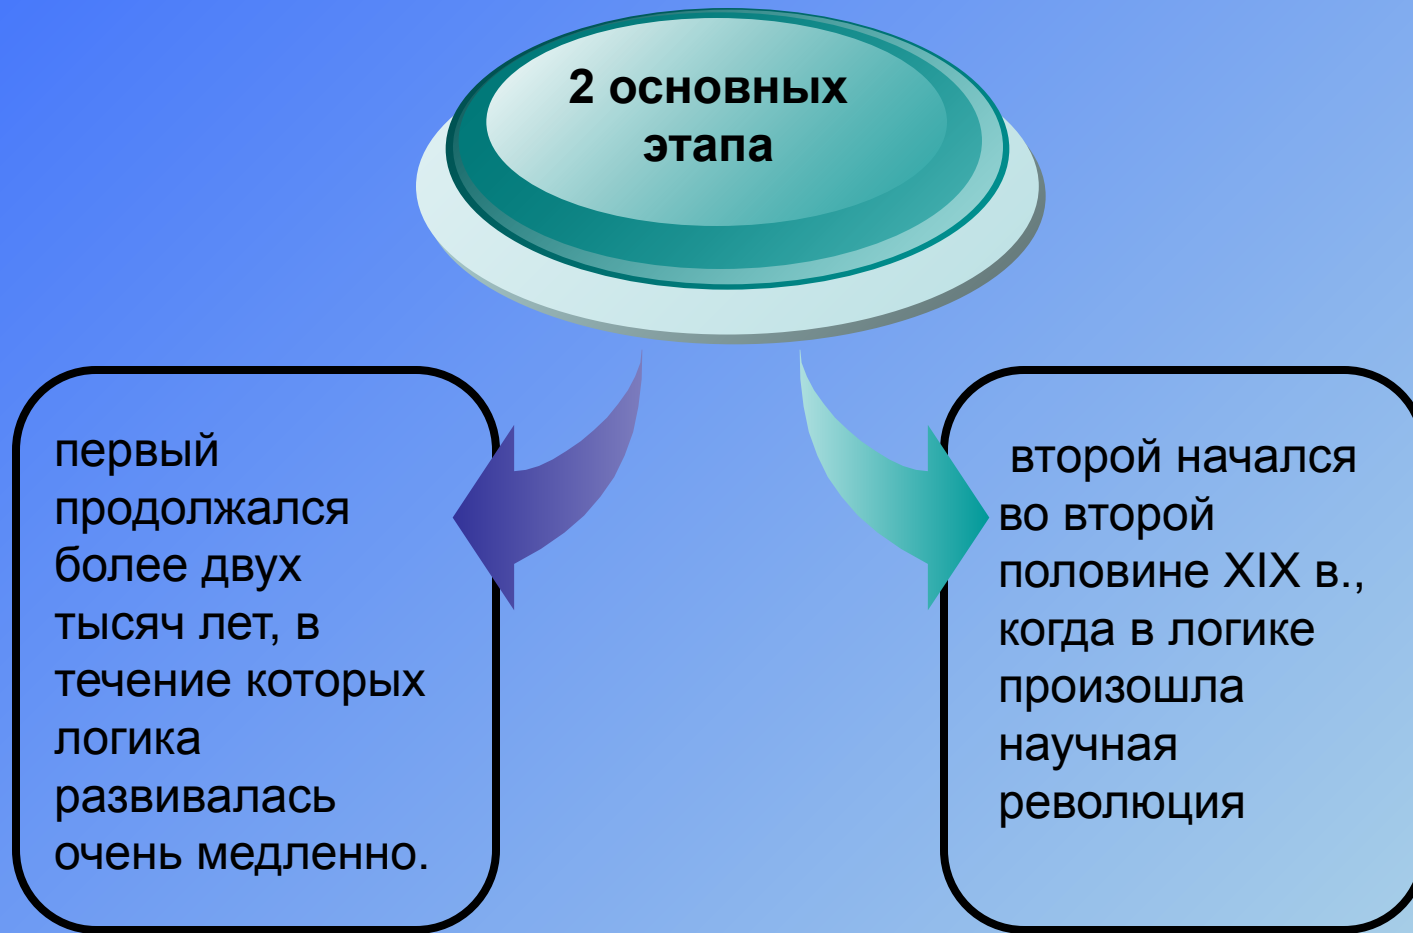 2 основных
этапа
первый
продолжался
более двух
тысяч лет, в
течение которых
логика
развивалась
очень медленно.
второй начался
во второй
половине XIX в.,
когда в логике
произошла
научная
революция